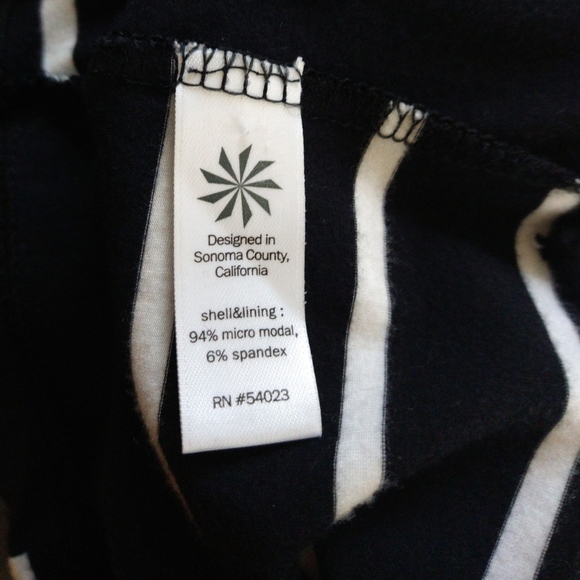 Designed in
Sonoma County,
California
shell&lining :
94% micro modal,
6% spandex
RN #54023